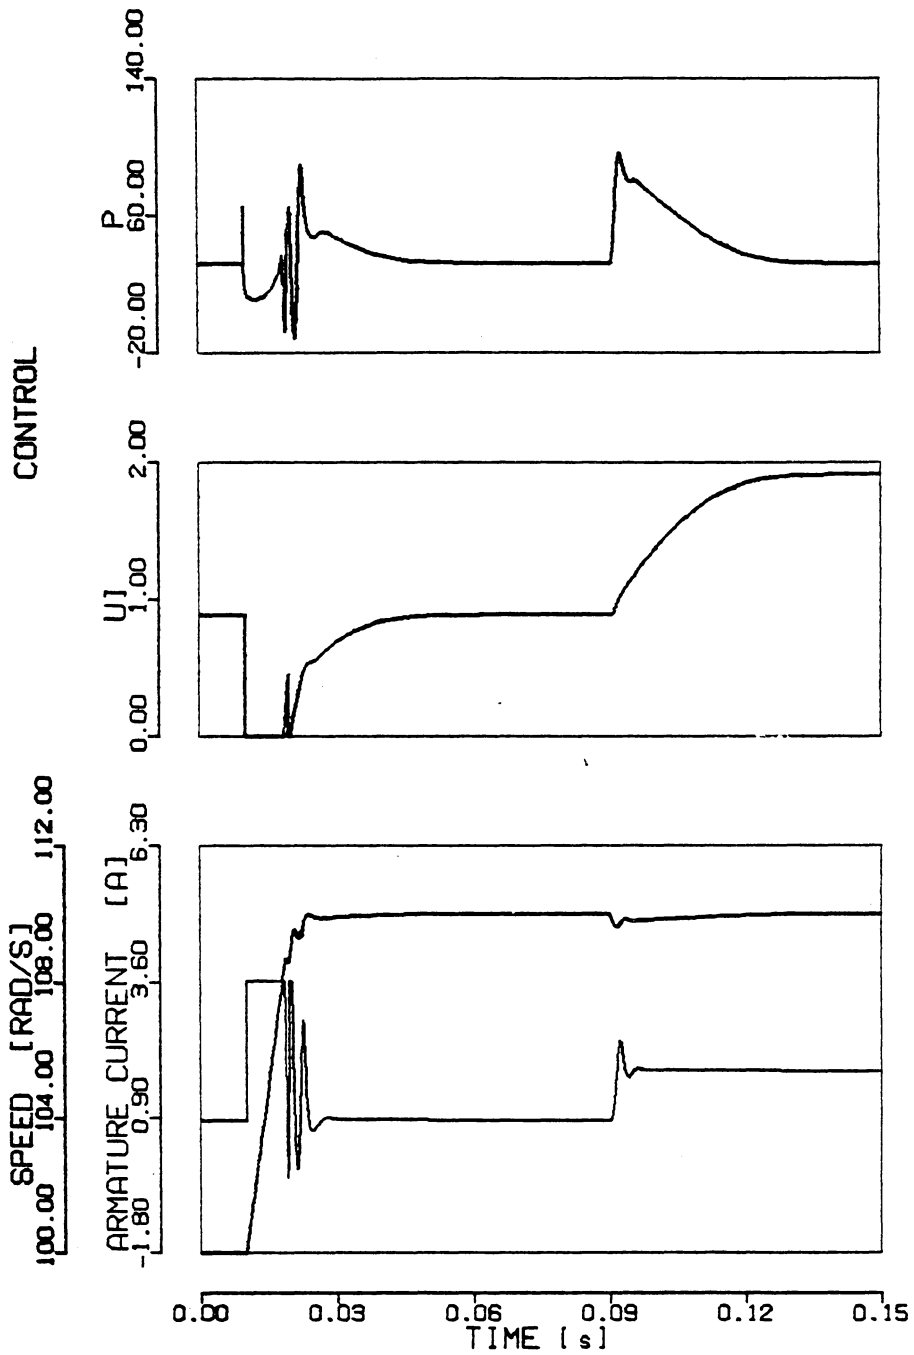 CONTROL
P
-20.00 60.00 140.00
UI
0.00 1.00 2.00
SPEED [RAD/S]
100.00 104.00 108.00 112.00
ARMATURE CURRENT [A]
-1.80 0.90 3.60 6.30
0.00 0.03 0.06 0.09 0.12 0.15
TIME [s]